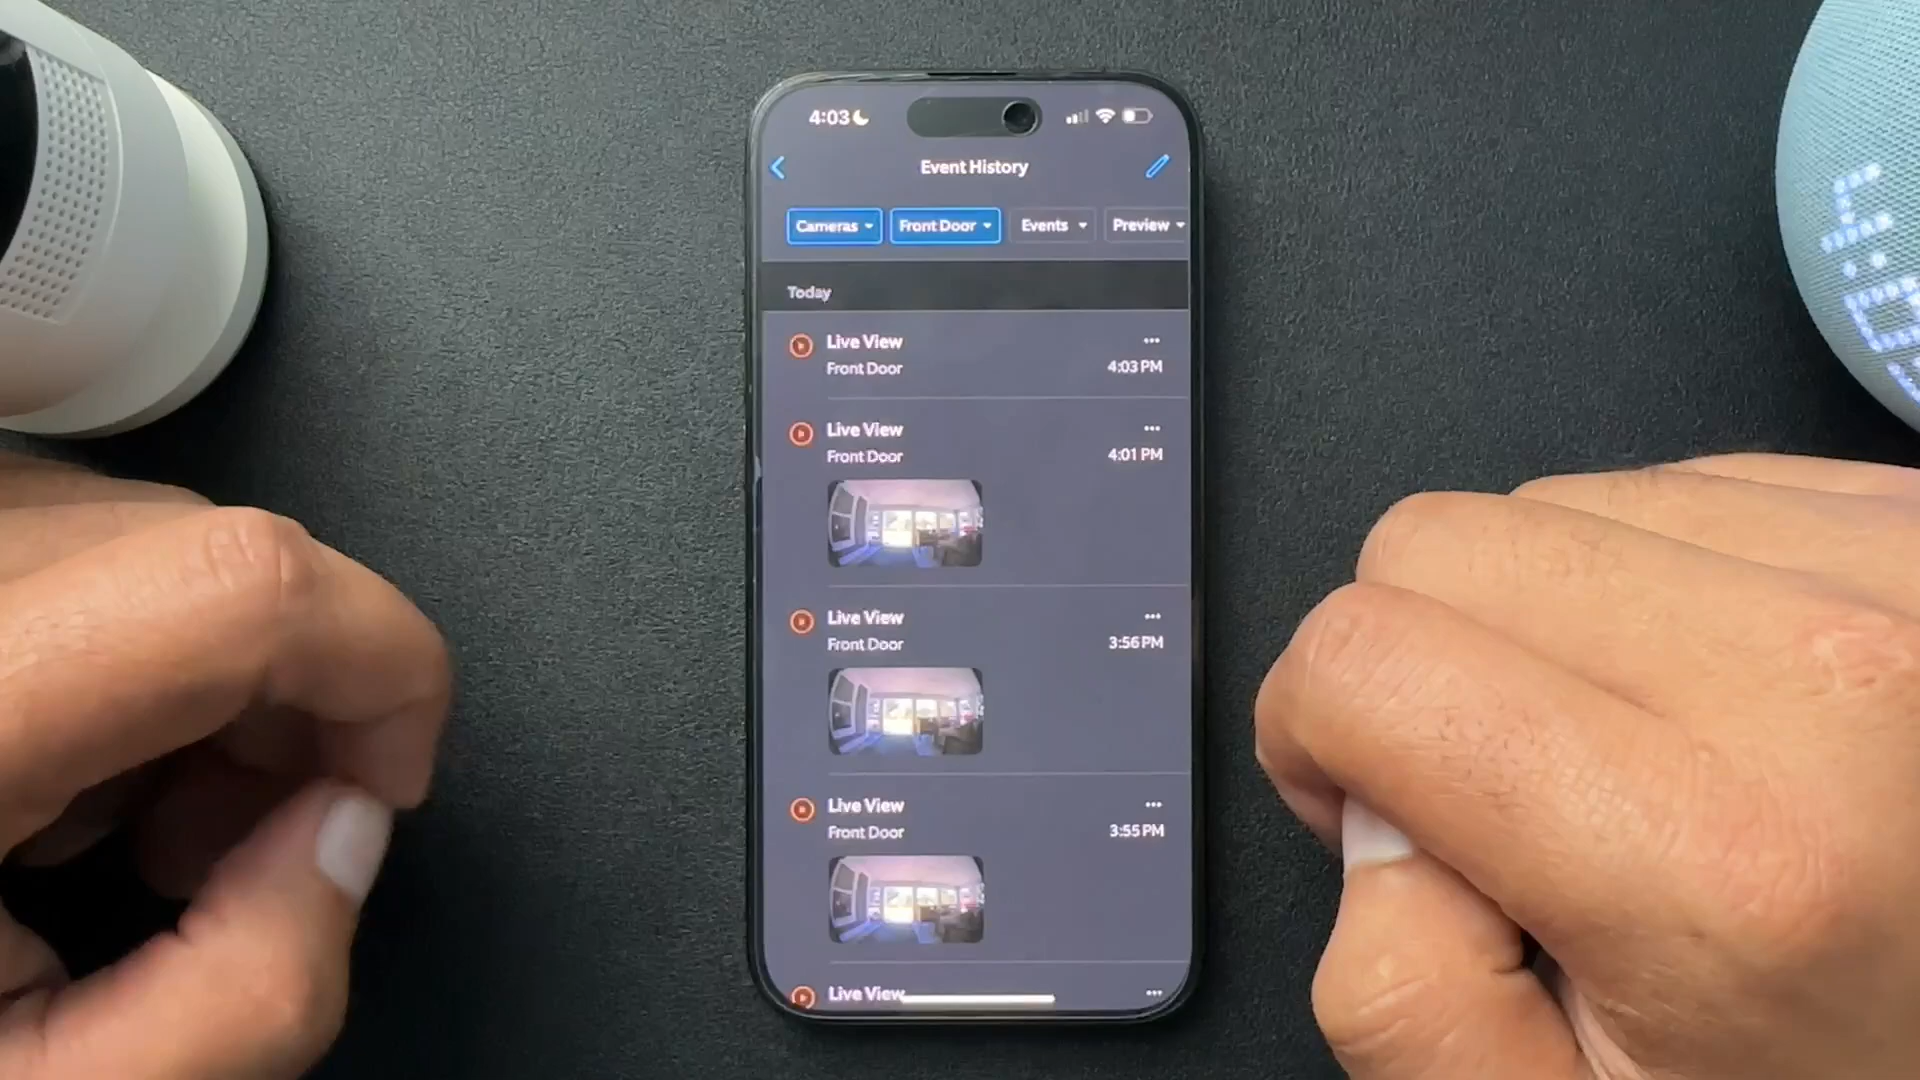 4:03
Event History
Cameras Front Door Events Preview
Today
Live View
Front Door 4:03 PM
Live View
Front Door 4:01 PM
Live View
Front Door 3:56 PM
Live View
Front Door 3:55 PM
Live View